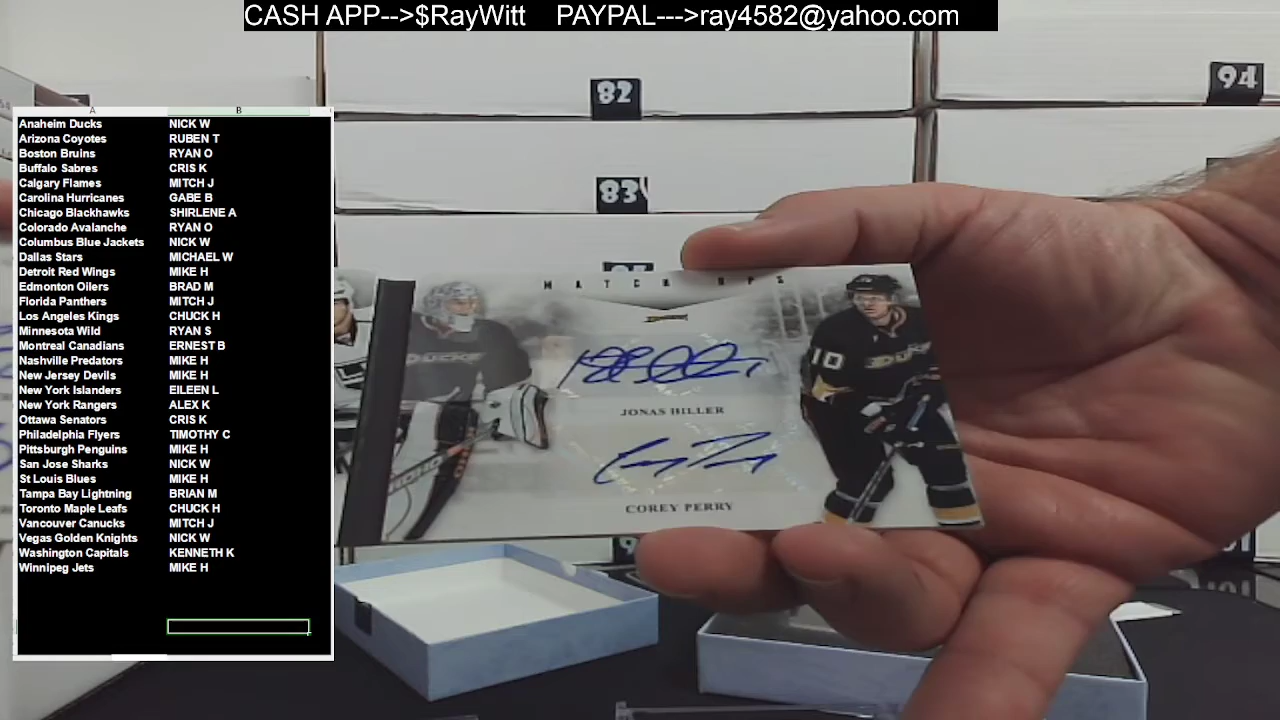 CASH APP-->$RayWitt PAYPAL--->ray4582@yahoo.com
82
94
83
A B
Anaheim Ducks NICK W
Arizona Coyotes RUBEN T
Boston Bruins RYAN O
Buffalo Sabres CRIS K
Calgary Flames MITCH J
Carolina Hurricanes GABE B
Chicago Blackhawks SHIRLENE A
Colorado Avalanche RYAN O
Columbus Blue Jackets NICK W
Dallas Stars MICHAEL W
Detroit Red Wings MIKE H
Edmonton Oilers BRAD M
Florida Panthers MITCH J
Los Angeles Kings CHUCK H
Minnesota Wild RYAN S
Montreal Canadians ERNEST B
Nashville Predators MIKE H
New Jersey Devils MIKE H
New York Islanders EILEEN L
New York Rangers ALEX K
Ottawa Senators CRIS K
Philadelphia Flyers TIMOTHY C
Pittsburgh Penguins MIKE H
San Jose Sharks NICK W
St Louis Blues MIKE H
Tampa Bay Lightning BRIAN M
Toronto Maple Leafs CHUCK H
Vancouver Canucks MITCH J
Vegas Golden Knights NICK W
Washington Capitals KENNETH K
Winnipeg Jets MIKE H
MATCH UPS
DUCKS
10
JONAS HILLER
COREY PERRY